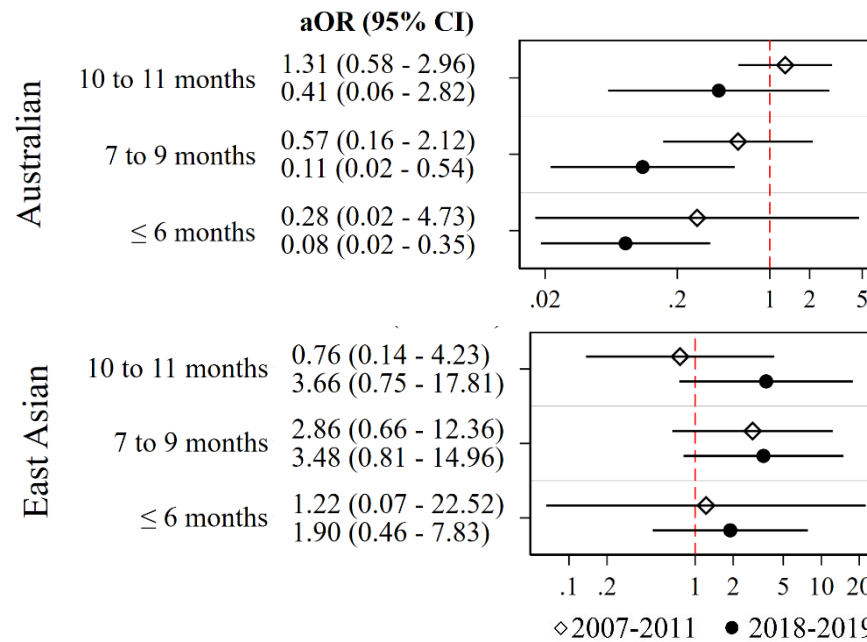 aOR (95% CI)
Australian
10 to 11 months
1.31 (0.58 - 2.96)
0.41 (0.06 - 2.82)
7 to 9 months
0.57 (0.16 - 2.12)
0.11 (0.02 - 0.54)
≤ 6 months
0.28 (0.02 - 4.73)
0.08 (0.02 - 0.35)
.02 .2 1 2 5
East Asian
10 to 11 months
0.76 (0.14 - 4.23)
3.66 (0.75 - 17.81)
7 to 9 months
2.86 (0.66 - 12.36)
3.48 (0.81 - 14.96)
≤ 6 months
1.22 (0.07 - 22.52)
1.90 (0.46 - 7.83)
.1 .2 1 2 5 10 20
◇ 2007-2011 ● 2018-2019